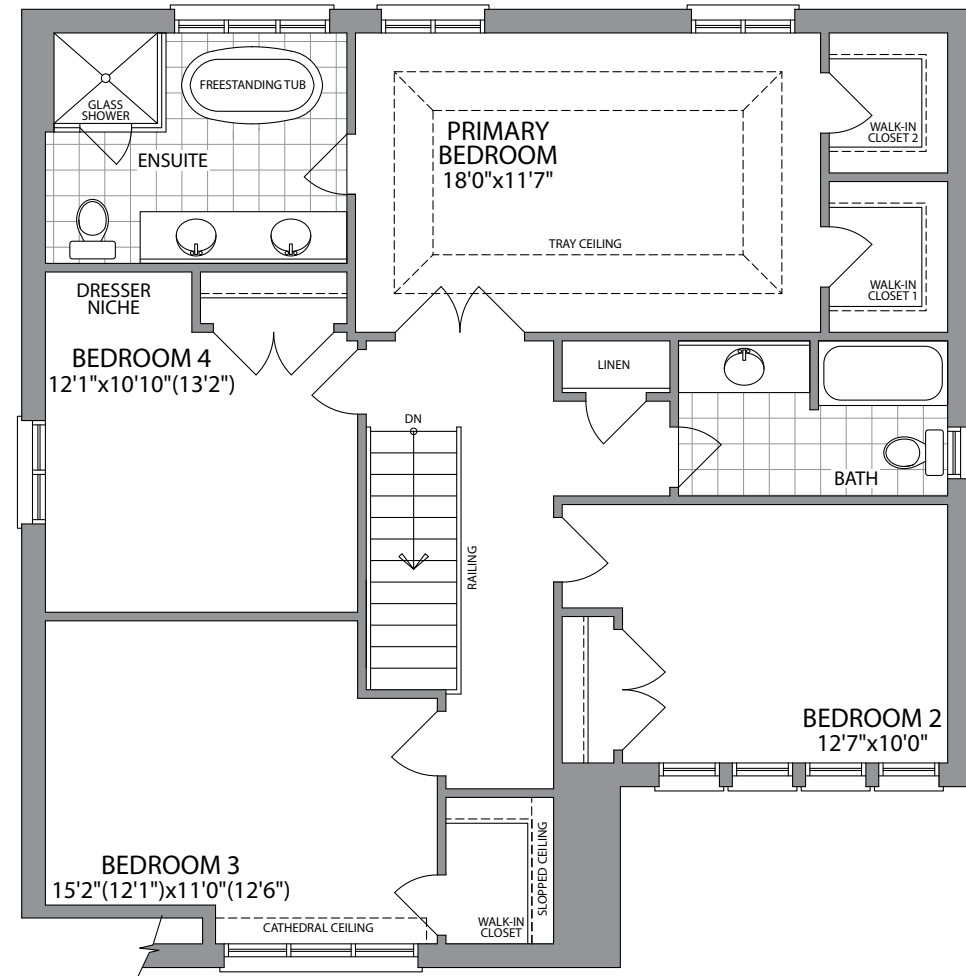 GLASS
SHOWER
FREESTANDING TUB
ENSUITE
PRIMARY
BEDROOM
18'0"x11'7"
TRAY CEILING
WALK-IN
CLOSET 2
WALK-IN
CLOSET 1
DRESSER
NICHE
BEDROOM 4
12'1"x10'10"(13'2")
LINEN
DN
RAILING
BATH
BEDROOM 2
12'7"x10'0"
BEDROOM 3
15'2"(12'1")x11'0"(12'6")
CATHEDRAL CEILING
WALK-IN
CLOSET
SLOPPED CEILING